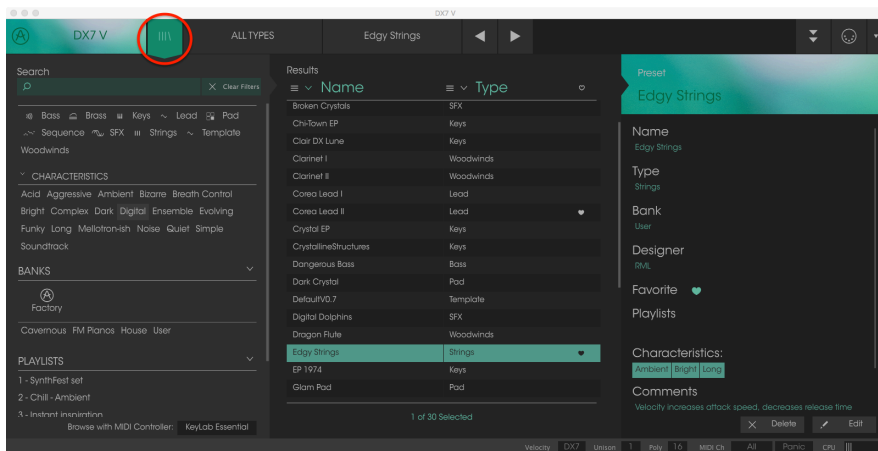 DX7 V
DX7 V ALL TYPES Edgy Strings
Search
Clear Filters
Bass Brass Keys Lead Pad
Sequence SFX Strings Template
Woodwinds
CHARACTERISTICS
Acid Aggressive Ambient Bizarre Breath Control
Bright Complex Dark Digital Ensemble Evolving
Funky Long Mellotron-ish Noise Quiet Simple
Soundtrack
BANKS
Factory
Cavernous FM Pianos House User
PLAYLISTS
1 - SynthFest set
2 - Chill - Ambient
3 - Instant inspiration
Browse with MIDI Controller: KeyLab Essential
Results
Name Type
Broken Crystals SFX
Chi-Town EP Keys
Clair DX Lune Keys
Clarinet I Woodwinds
Clarinet II Woodwinds
Corea Lead I Lead
Corea Lead II Lead
Crystal EP Keys
CrystallineStructures Keys
Dangerous Bass Bass
Dark Crystal Pad
DefaultV0.7 Template
Digital Dolphins SFX
Dragon Flute Woodwinds
Edgy Strings Strings
EP 1974 Keys
Glam Pad Pad
1 of 30 Selected
Preset
Edgy Strings
Name
Edgy Strings
Type
Strings
Bank
User
Designer
RML
Favorite
Playlists
Characteristics:
Ambient Bright Long
Comments
Velocity increases attack speed, decreases release time
Delete Edit
Velocity DX7 Unison 1 Poly 16 MIDI Ch All Panic CPU